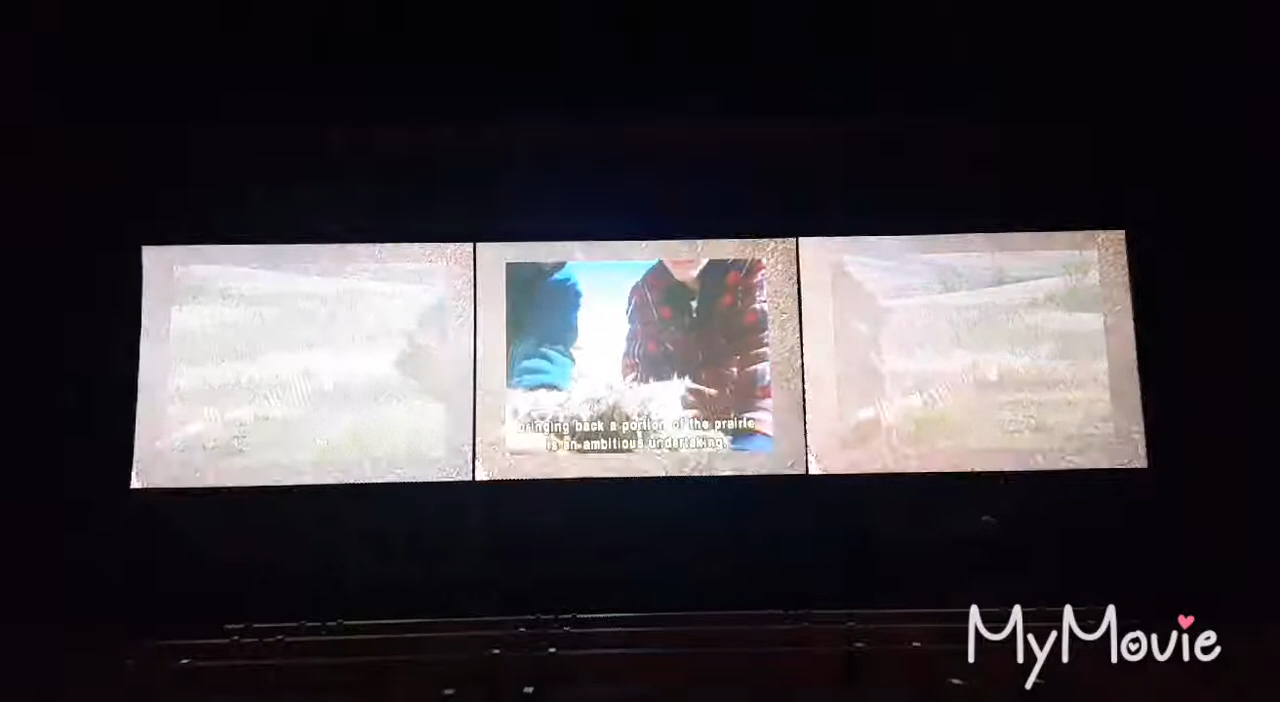 bringing back a portion of the prairie
is an ambitious undertaking.
MyMovie